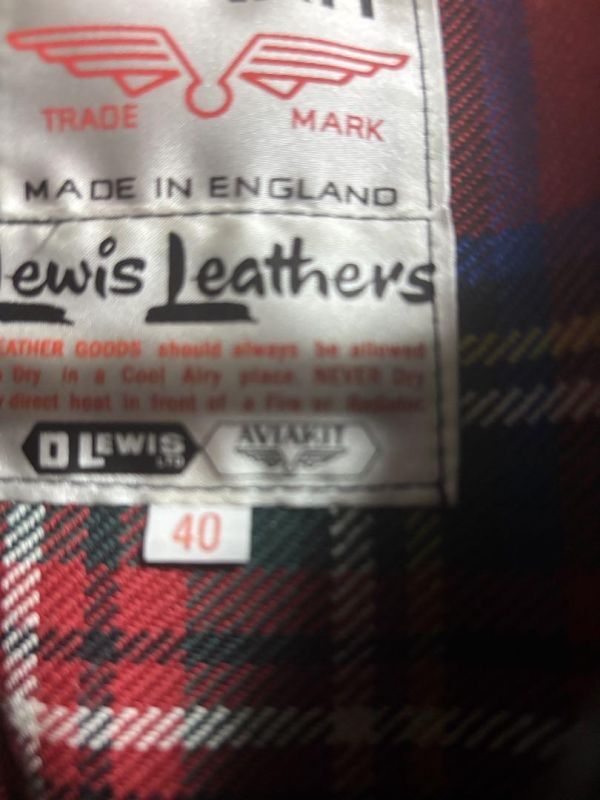 TRADE MARK
MADE IN ENGLAND
Lewis Leathers
LEATHER GOODS should always be allowed
Dry in a Cool Airy place. NEVER Dry
direct heat in front of a Fire or Radiator.
D LEWIS LTD AVIAKIT
40